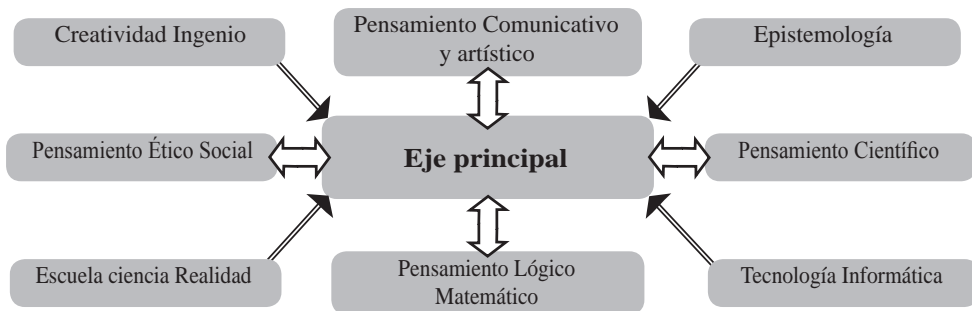 Creatividad Ingenio
Pensamiento Comunicativo
y artístico
Epistemología
Pensamiento Ético Social
Eje principal
Pensamiento Científico
Escuela ciencia Realidad
Pensamiento Lógico
Matemático
Tecnología Informática